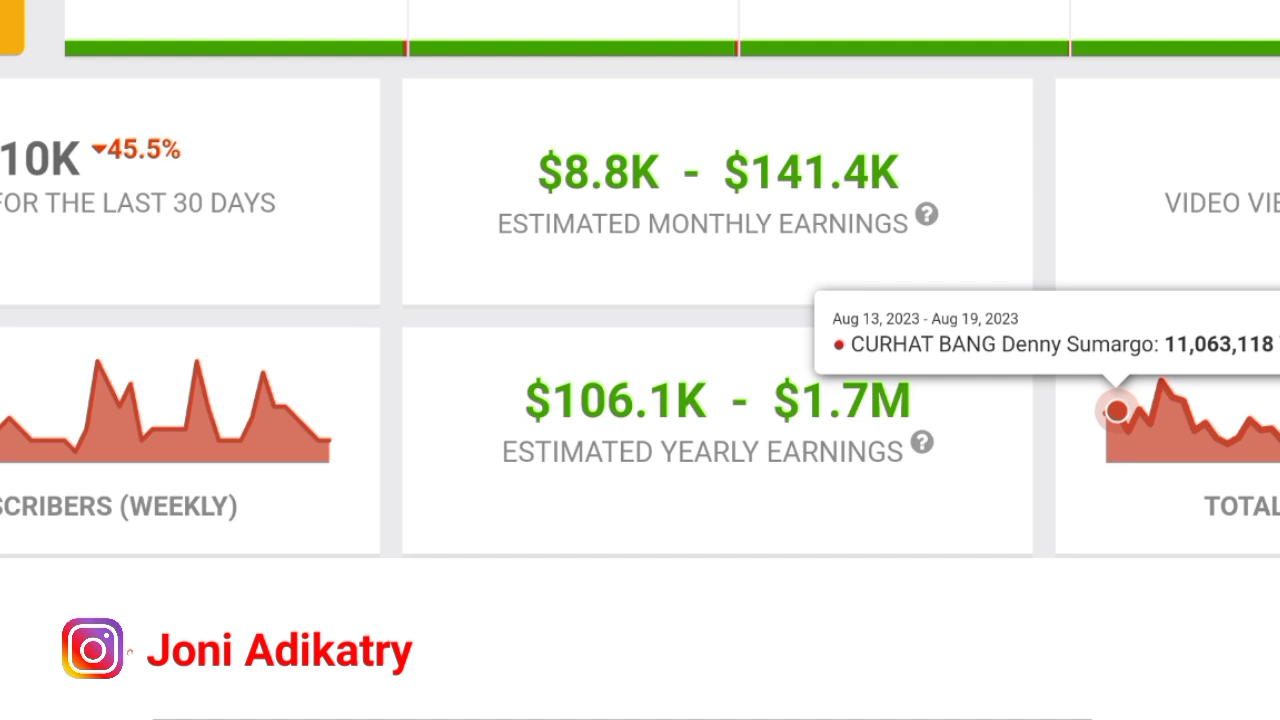 10K 45.5%
FOR THE LAST 30 DAYS
$8.8K - $141.4K
ESTIMATED MONTHLY EARNINGS ?
VIDEO
Aug 13, 2023 - Aug 19, 2023
CURHAT BANG Denny Sumargo: 11,063,118
$106.1K - $1.7M
ESTIMATED YEARLY EARNINGS ?
(WEEKLY)
TOTAL
Joni Adikatry